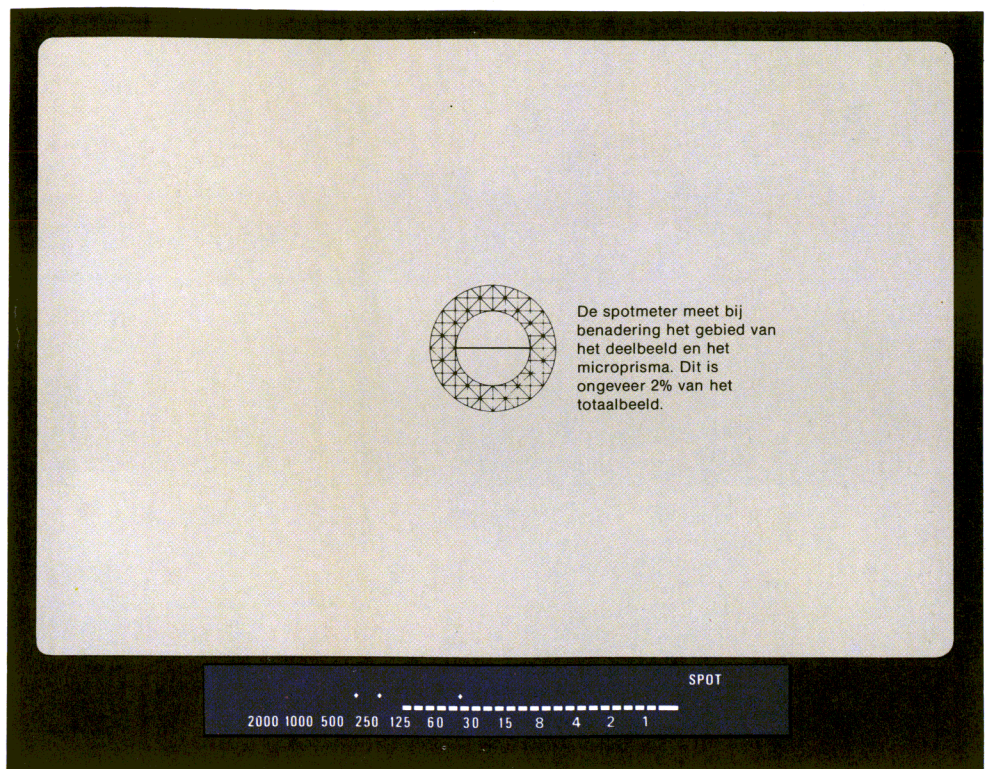 De spotmeter meet bij
benadering het gebied van
het deelbeeld en het
microprisma. Dit is
ongeveer 2% van het
totaalbeeld.
SPOT
2000 1000 500 250 125 60 30 15 8 4 2 1